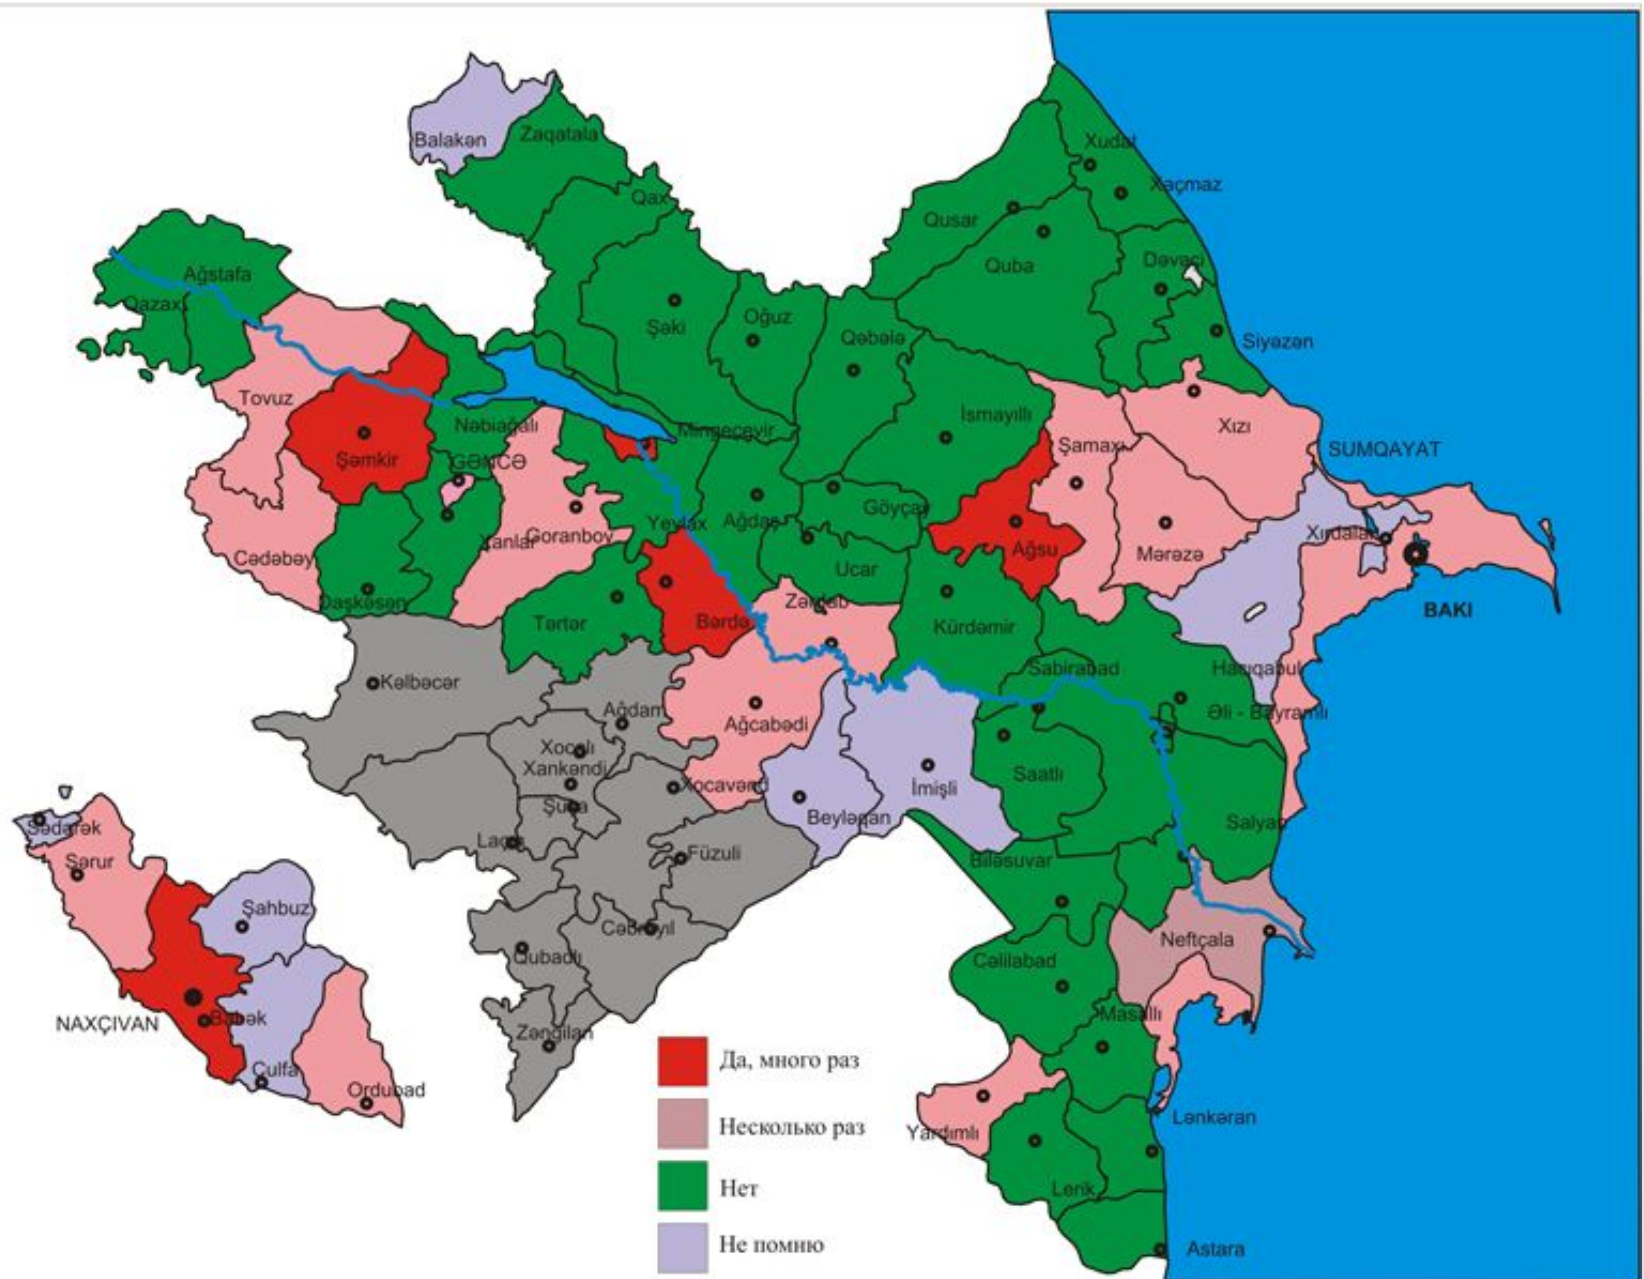 Balakən
Zaqatala
Xudat
Qax
Xaçmaz
Qusar
Quba
Dəvəçi
Ağstafa
Qazax
Şəki
Oğuz
Qəbələ
Siyəzən
Tovuz
Nəbiağalı
Mingeçevir
İsmayıllı
Şamaxı
Xızı
SUMQAYAT
Şəmkir
GƏNCƏ
Yevlax
Ağdaş
Göyçay
Xanlar
Goranboy
Ağsu
Mərəzə
Xırdalan
Cədəbəy
Ucar
BAKI
Daşkəsən
Tərtər
Bərdə
Zərdab
Kürdəmir
Sabirabad
Hacıqabul
Kəlbəcər
Ağdam
Ağcabədi
Əli - Bayramlı
Xocalı
Xankəndi
Xocavənd
Saatlı
İmişli
Şuşa
Beyləqan
Salyan
Sədərək
Laçın
Füzuli
Biləsuvar
Şərur
Şahbuz
Cəbrayıl
Neftçala
Qubadlı
Cəlilabad
NAXÇIVAN
Babək
Masallı
Zəngilan
Culfa
Ordubad
Yardımlı
Lənkəran
Lerik
Astara
Да, много раз
Несколько раз
Нет
Не помню